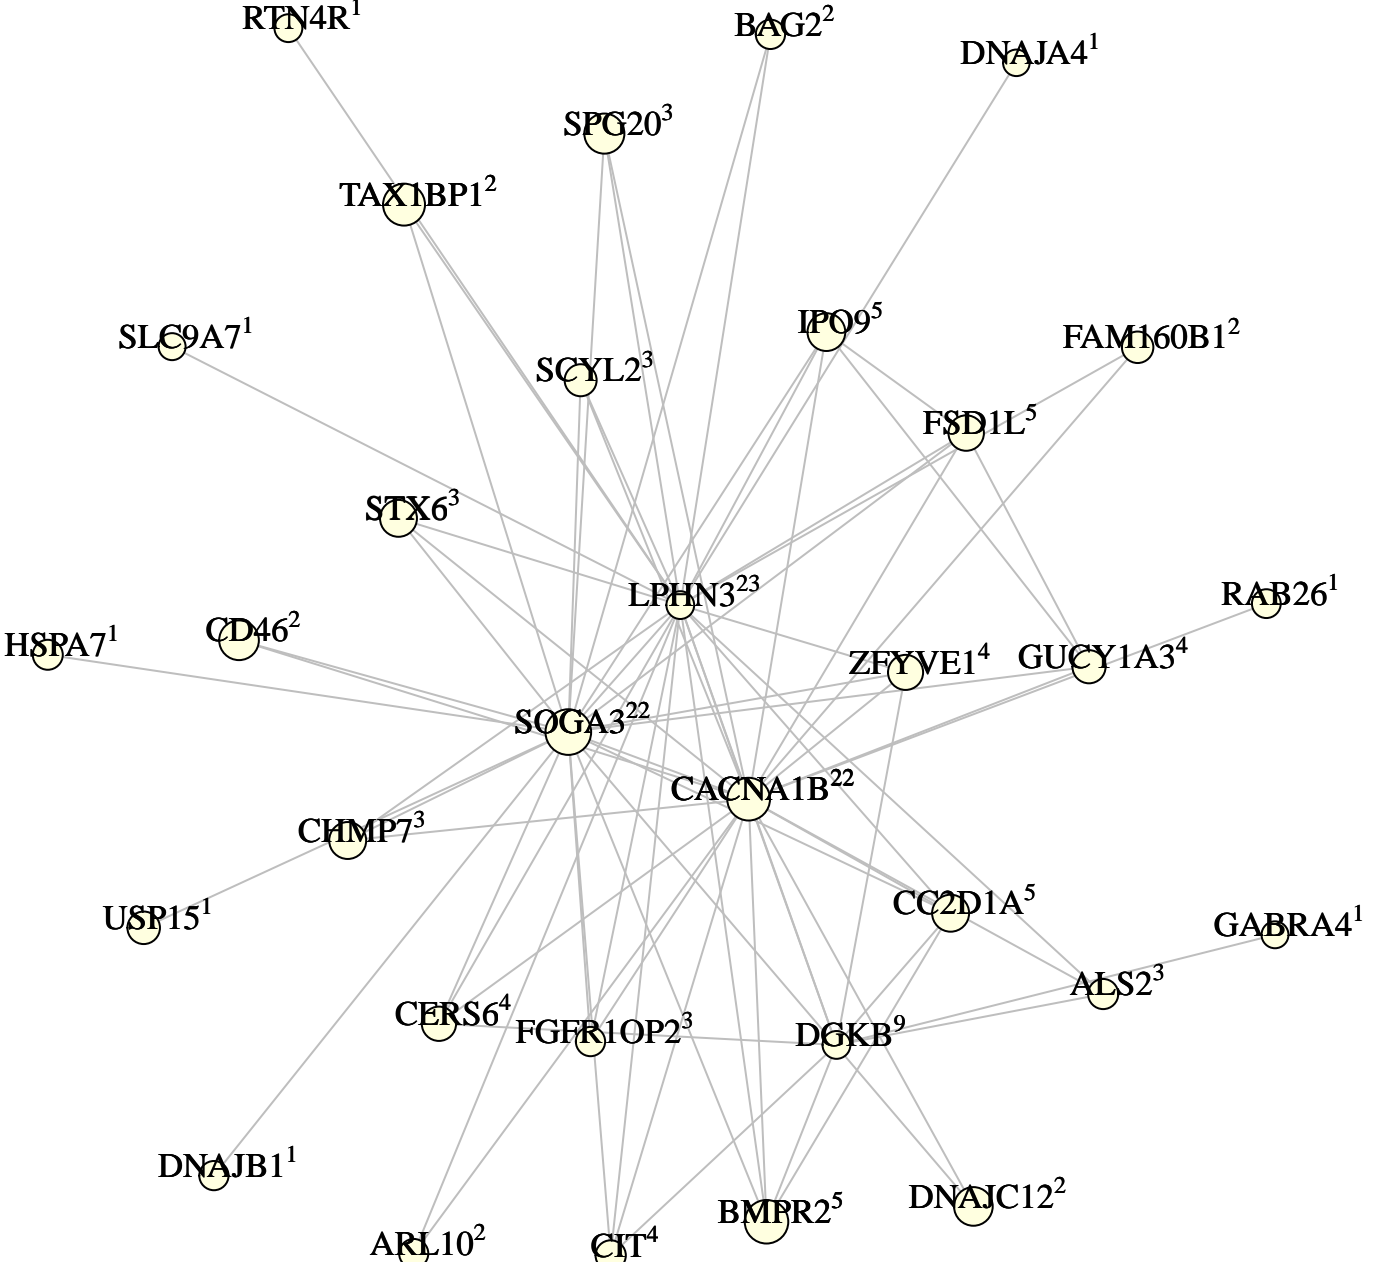 RTN4R¹
BAG2²
DNAJA4¹
SPG20³
TAX1BP1²
IPO9⁵
SLC9A7¹
FAM160B1²
SCYL2³
FSD1L⁵
STX6³
LPHN3²³
RAB26¹
CD46²
HSPA7¹
ZFYVE1⁴
GUCY1A3⁴
SOGA3²²
CACNA1B²²
CHMP7³
CC2D1A⁵
USP15¹
GABRA4¹
ALS2³
CERS6⁴
FGFR1OP2³
DGKB⁹
DNAJB1¹
DNAJC12²
BMPR2⁵
ARL10²
CIT⁴